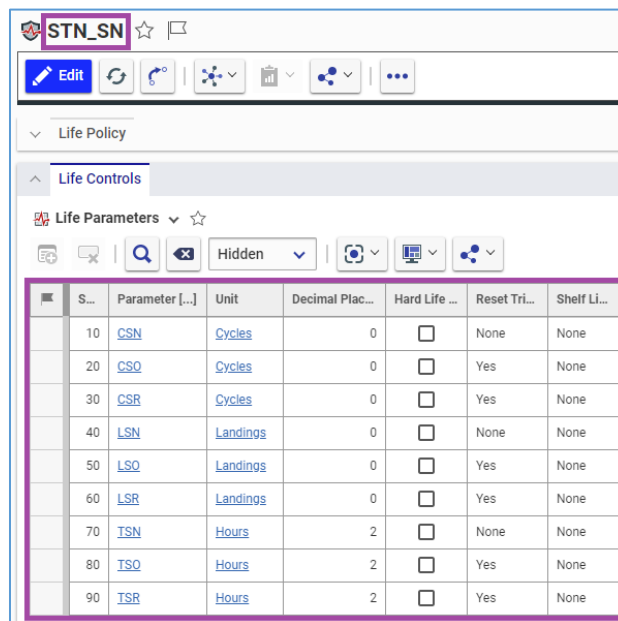 STN_SN
Edit
Life Policy
Life Controls
Life Parameters
Hidden
S... Parameter [...] Unit Decimal Plac... Hard Life ... Reset Tri... Shelf Li...
10 CSN Cycles 0 None None
20 CSO Cycles 0 Yes None
30 CSR Cycles 0 Yes None
40 LSN Landings 0 None None
50 LSO Landings 0 Yes None
60 LSR Landings 0 Yes None
70 TSN Hours 2 None None
80 TSO Hours 2 Yes None
90 TSR Hours 2 Yes None